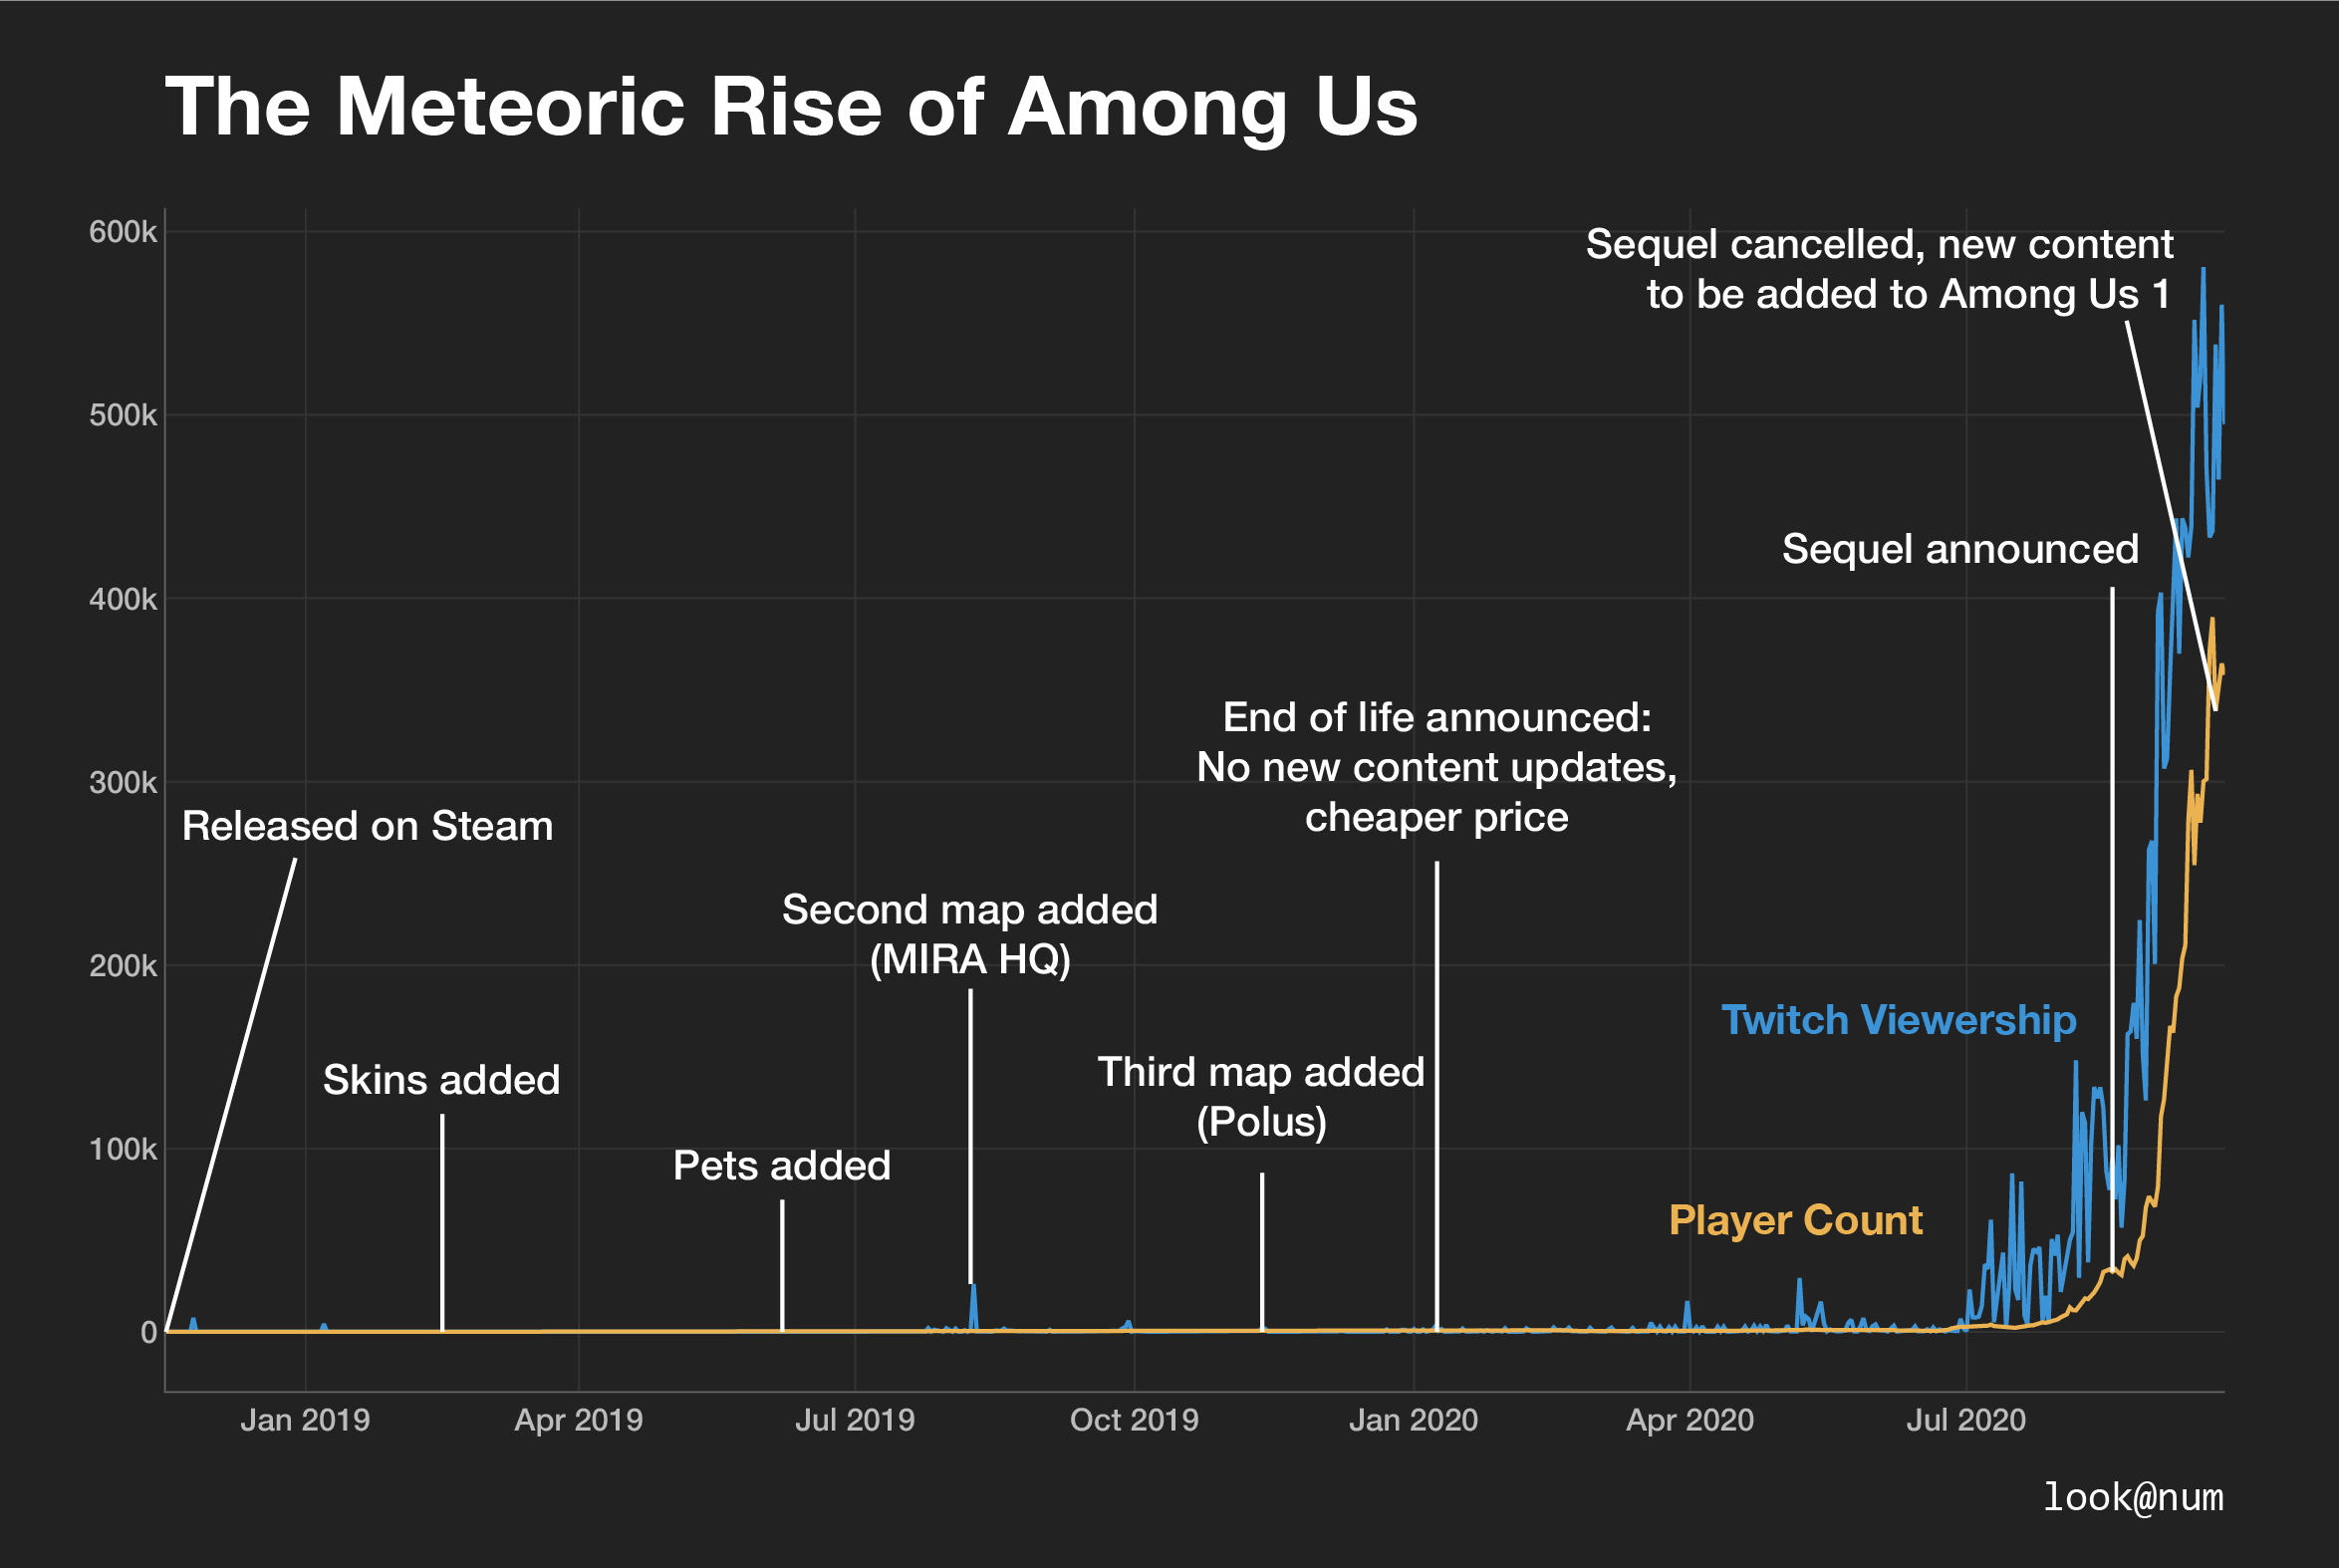 The Meteoric Rise of Among Us
600k
500k
400k
300k
200k
100k
0
Sequel cancelled, new content
to be added to Among Us 1
Sequel announced
End of life announced:
No new content updates,
cheaper price
Released on Steam
Second map added
(MIRA HQ)
Twitch Viewership
Skins added
Third map added
(Polus)
Pets added
Player Count
Jan 2019
Apr 2019
Jul 2019
Oct 2019
Jan 2020
Apr 2020
Jul 2020
look@num